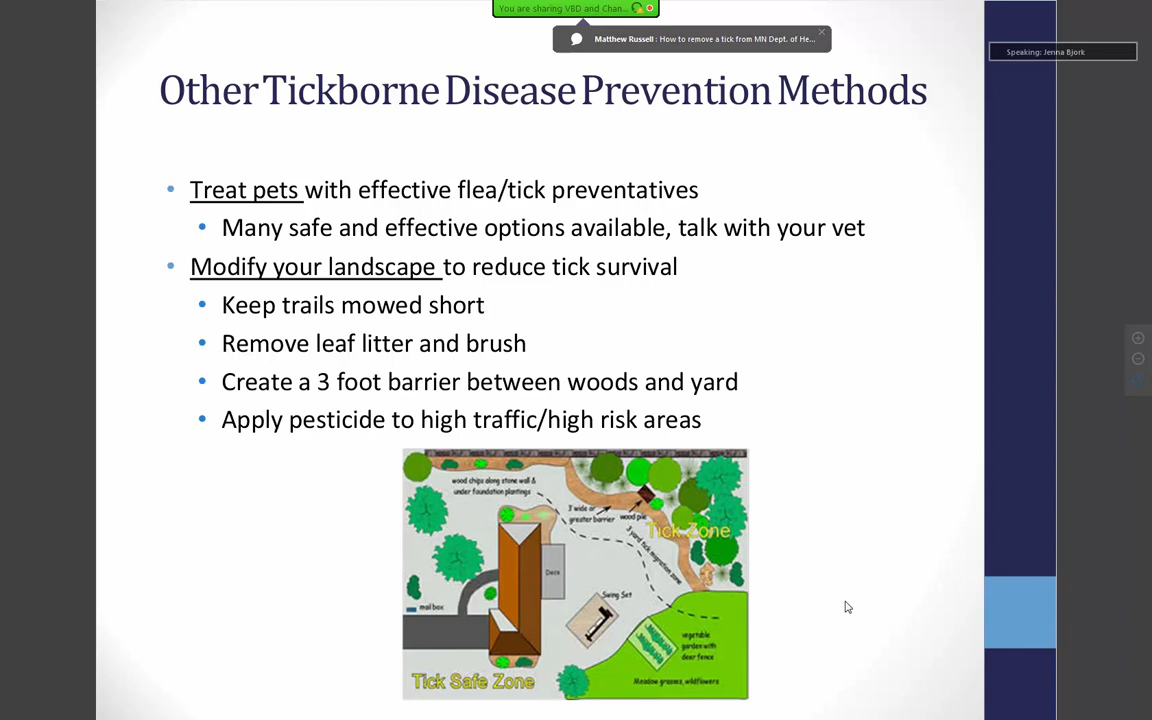 You are sharing VBD and Chan...
Matthew Russell : How to remove a tick from MN Dept. of He...
Speaking: Jenna Bjork
Other Tickborne Disease Prevention Methods
• Treat pets with effective flea/tick preventatives
• Many safe and effective options available, talk with your vet
• Modify your landscape to reduce tick survival
• Keep trails mowed short
• Remove leaf litter and brush
• Create a 3 foot barrier between woods and yard
• Apply pesticide to high traffic/high risk areas
wood chips along stone wall &
under foundation plantings
3' wide or
greater barrier
wood pile
Tick Zone
3 yard tick migration zone
Deck
Swing Set
mail box
vegetable
garden with
deer fence
Tick Safe Zone
Meadow grasses, wildflowers